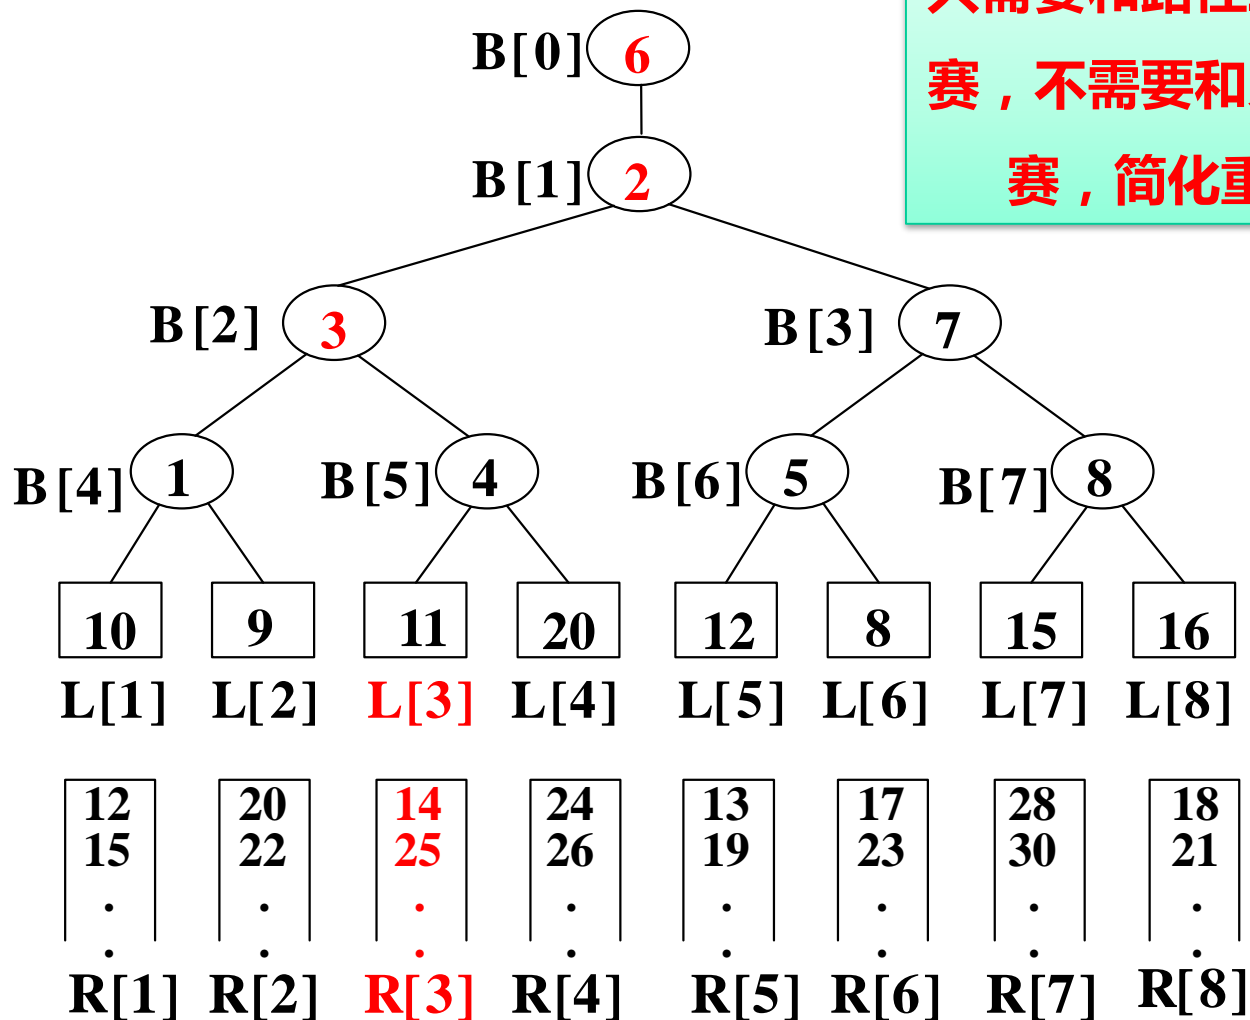 赛，不需要和
赛，简化重
B[0] 6
B[1] 2
B[2] 3 B[3] 7
B[4] 1 B[5] 4 B[6] 5 B[7] 8
10 9 11 20 12 8 15 16
L[1] L[2] L[3] L[4] L[5] L[6] L[7] L[8]
12 20 14 24 13 17 28 18
15 22 25 26 19 23 30 21
. . . . . . . .
. . . . . . . .
R[1] R[2] R[3] R[4] R[5] R[6] R[7] R[8]